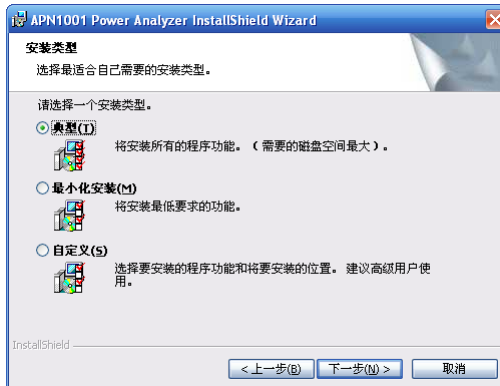 APN1001 Power Analyzer InstallShield Wizard
安装类型
选择最适合自己需要的安装类型。
请选择一个安装类型。
典型(T)
将安装所有的程序功能。（需要的磁盘空间最大）。
最小化安装(M)
将安装最低要求的功能。
自定义(S)
选择要安装的程序功能和将要安装的位置。建议高级用户使
用。
InstallShield
< 上一步(B)
下一步(N) >
取消